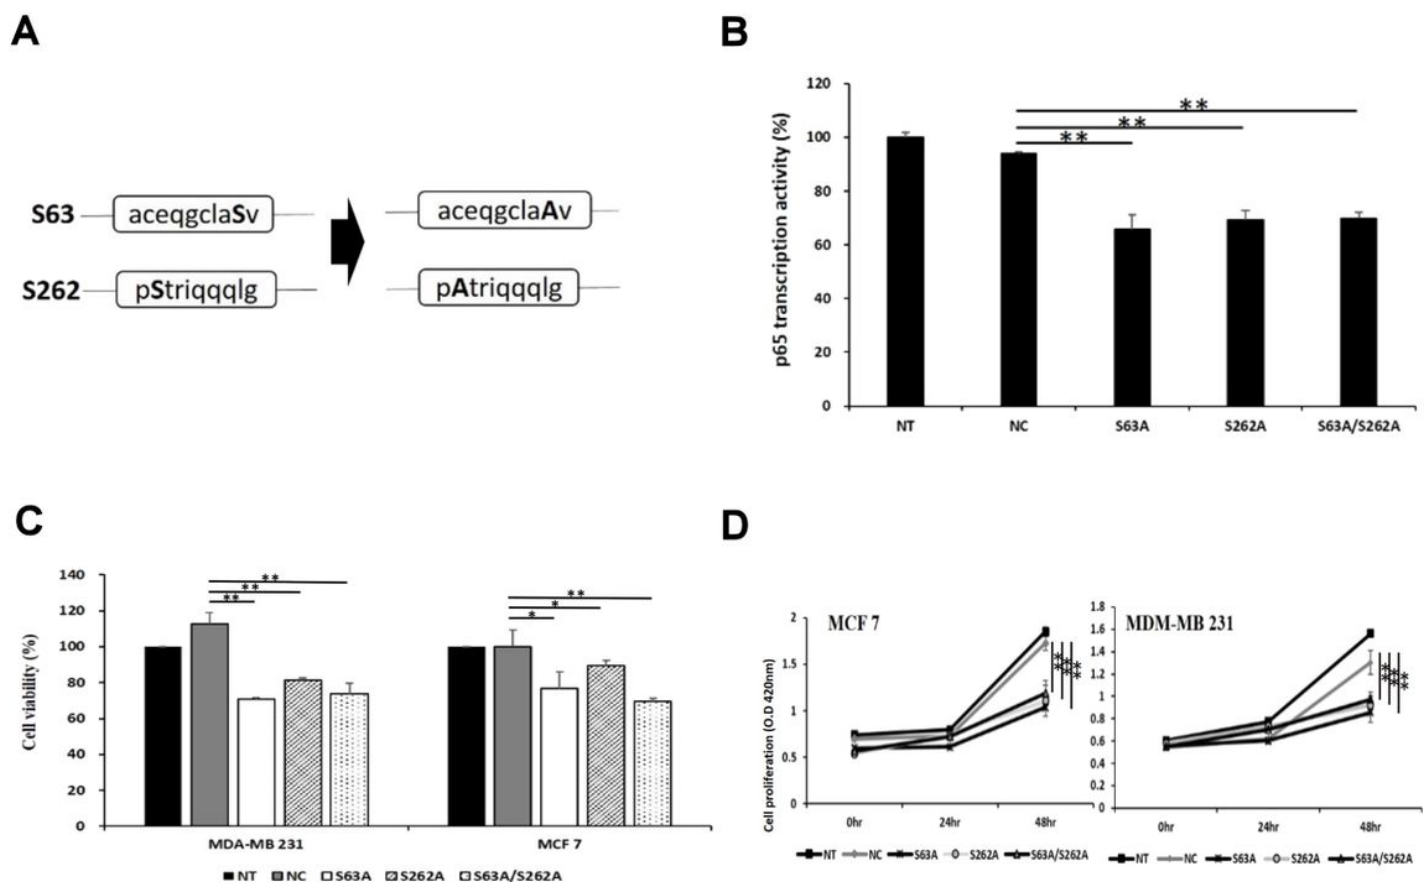 A
S63 aceqgclaSv aceqgclaAv
S262 pStriqqqlg pAtriqqqlg
B
p65 transcription activity (%)
120
100
80
60
40
20
0
** 
**
**
NT NC S63A S262A S63A/S262A
C
Cell viability (%)
140
120
100
80
60
40
20
0
**
**
**
**
*
*
MDA-MB 231 MCF 7
NT NC S63A S262A S63A/S262A
D
Cell proliferation (O.D 420nm)
MCF 7
2
1.5
1
0.5
0
** ** **
0hr 24hr 48hr
NT NC S63A S262A S63A/S262A
MDM-MB 231
1.8
1.6
1.4
1.2
1
0.8
0.6
0.4
0.2
0
** ** **
0hr 24hr 48hr
NT NC S63A S262A S63A/S262A